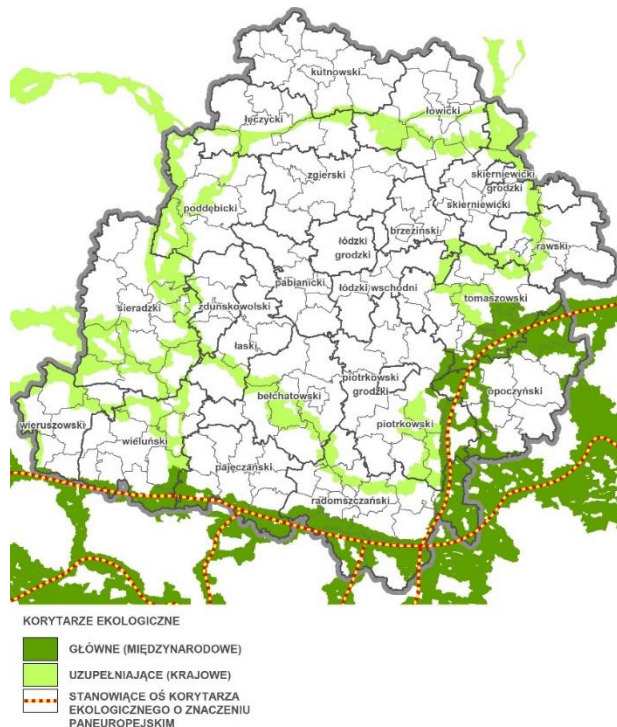 kutnowski
łęczycki
łowicki
zgierski
skierniewicki
grodzki
skierniewicki
poddębicki
brzeziński
rawski
łódzki
grodzki
pabianicki
łódzki wschodni
tomaszowski
sieradzki
zduńskowolski
łaski
piotrkowski
grodzki
opoczyński
bełchatowski
wieruszowski
wieluński
piotrkowski
pajęczański
radomszczański
KORYTARZE EKOLOGICZNE
GŁÓWNE (MIĘDZYNARODOWE)
UZUPEŁNIAJĄCE (KRAJOWE)
STANOWIĄCE OŚ KORYTARZA
EKOLOGICZNEGO O ZNACZENIU
PANEUROPEJSKIM